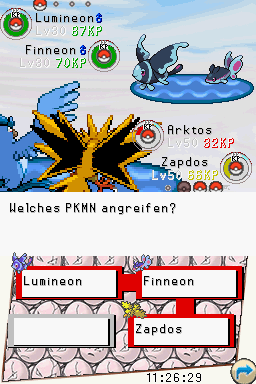 Lumineon♂
Lv30 87KP
Finneon♂
Lv30 70KP
Arktos
Lv50 82KP
Zapdos
Lv50 86KP
Welches PKMN angreifen?
Lumineon
Finneon
Zapdos
11:26:29